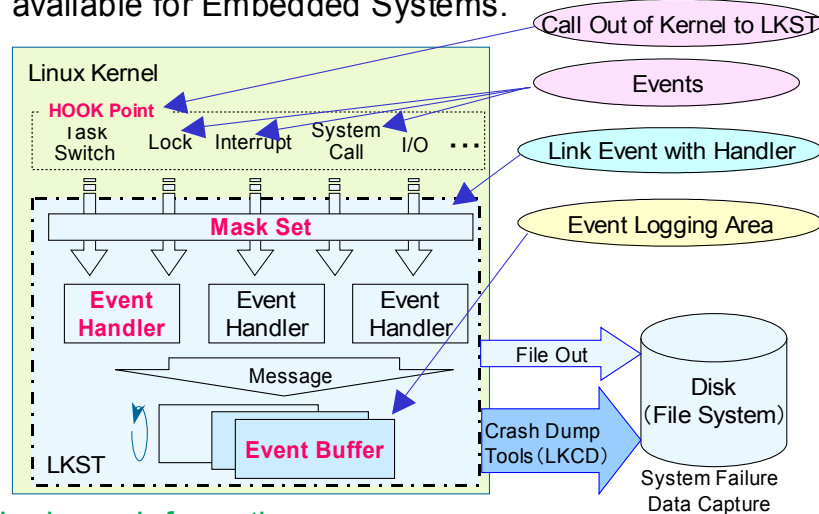 available for Embedded Systems.
Call Out of Kernel to LKST
Linux Kernel
Events
HOOK Point
Task
Switch
Lock
Interrupt
System
Call
I/O
...
Link Event with Handler
Mask Set
Event Logging Area
Event
Handler
Event
Handler
Event
Handler
File Out
Message
Disk
(File System)
Event Buffer
Crash Dump
Tools(LKCD)
LKST
System Failure
Data Capture